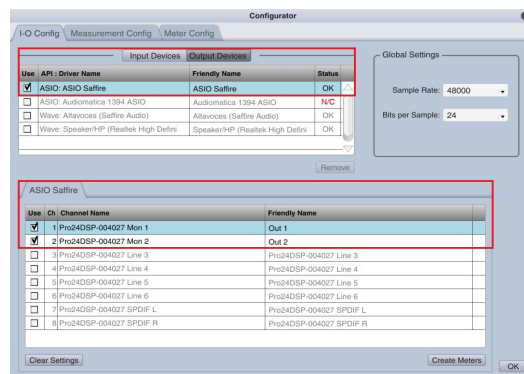 Configurator
I-O Config Measurement Config Meter Config
Input Devices Output Devices
Use API : Driver Name Friendly Name Status
ASIO: ASIO Saffire ASIO Saffire OK
ASIO: Audiomatica 1394 ASIO Audiomatica 1394 ASIO N/C
Wave: Altavoces (Saffire Audio) Altavoces (Saffire Audio) OK
Wave: Speaker/HP (Realtek High Defini Speaker/HP (Realtek High Defini OK
Remove
Global Settings
Sample Rate: 48000
Bits per Sample: 24
ASIO Saffire
Use Ch Channel Name Friendly Name
1 Pro24DSP-004027 Mon 1 Out 1
2 Pro24DSP-004027 Mon 2 Out 2
3 Pro24DSP-004027 Line 3 Pro24DSP-004027 Line 3
4 Pro24DSP-004027 Line 4 Pro24DSP-004027 Line 4
5 Pro24DSP-004027 Line 5 Pro24DSP-004027 Line 5
6 Pro24DSP-004027 Line 6 Pro24DSP-004027 Line 6
7 Pro24DSP-004027 SPDIF L Pro24DSP-004027 SPDIF L
8 Pro24DSP-004027 SPDIF R Pro24DSP-004027 SPDIF R
Clear Settings Create Meters
OK